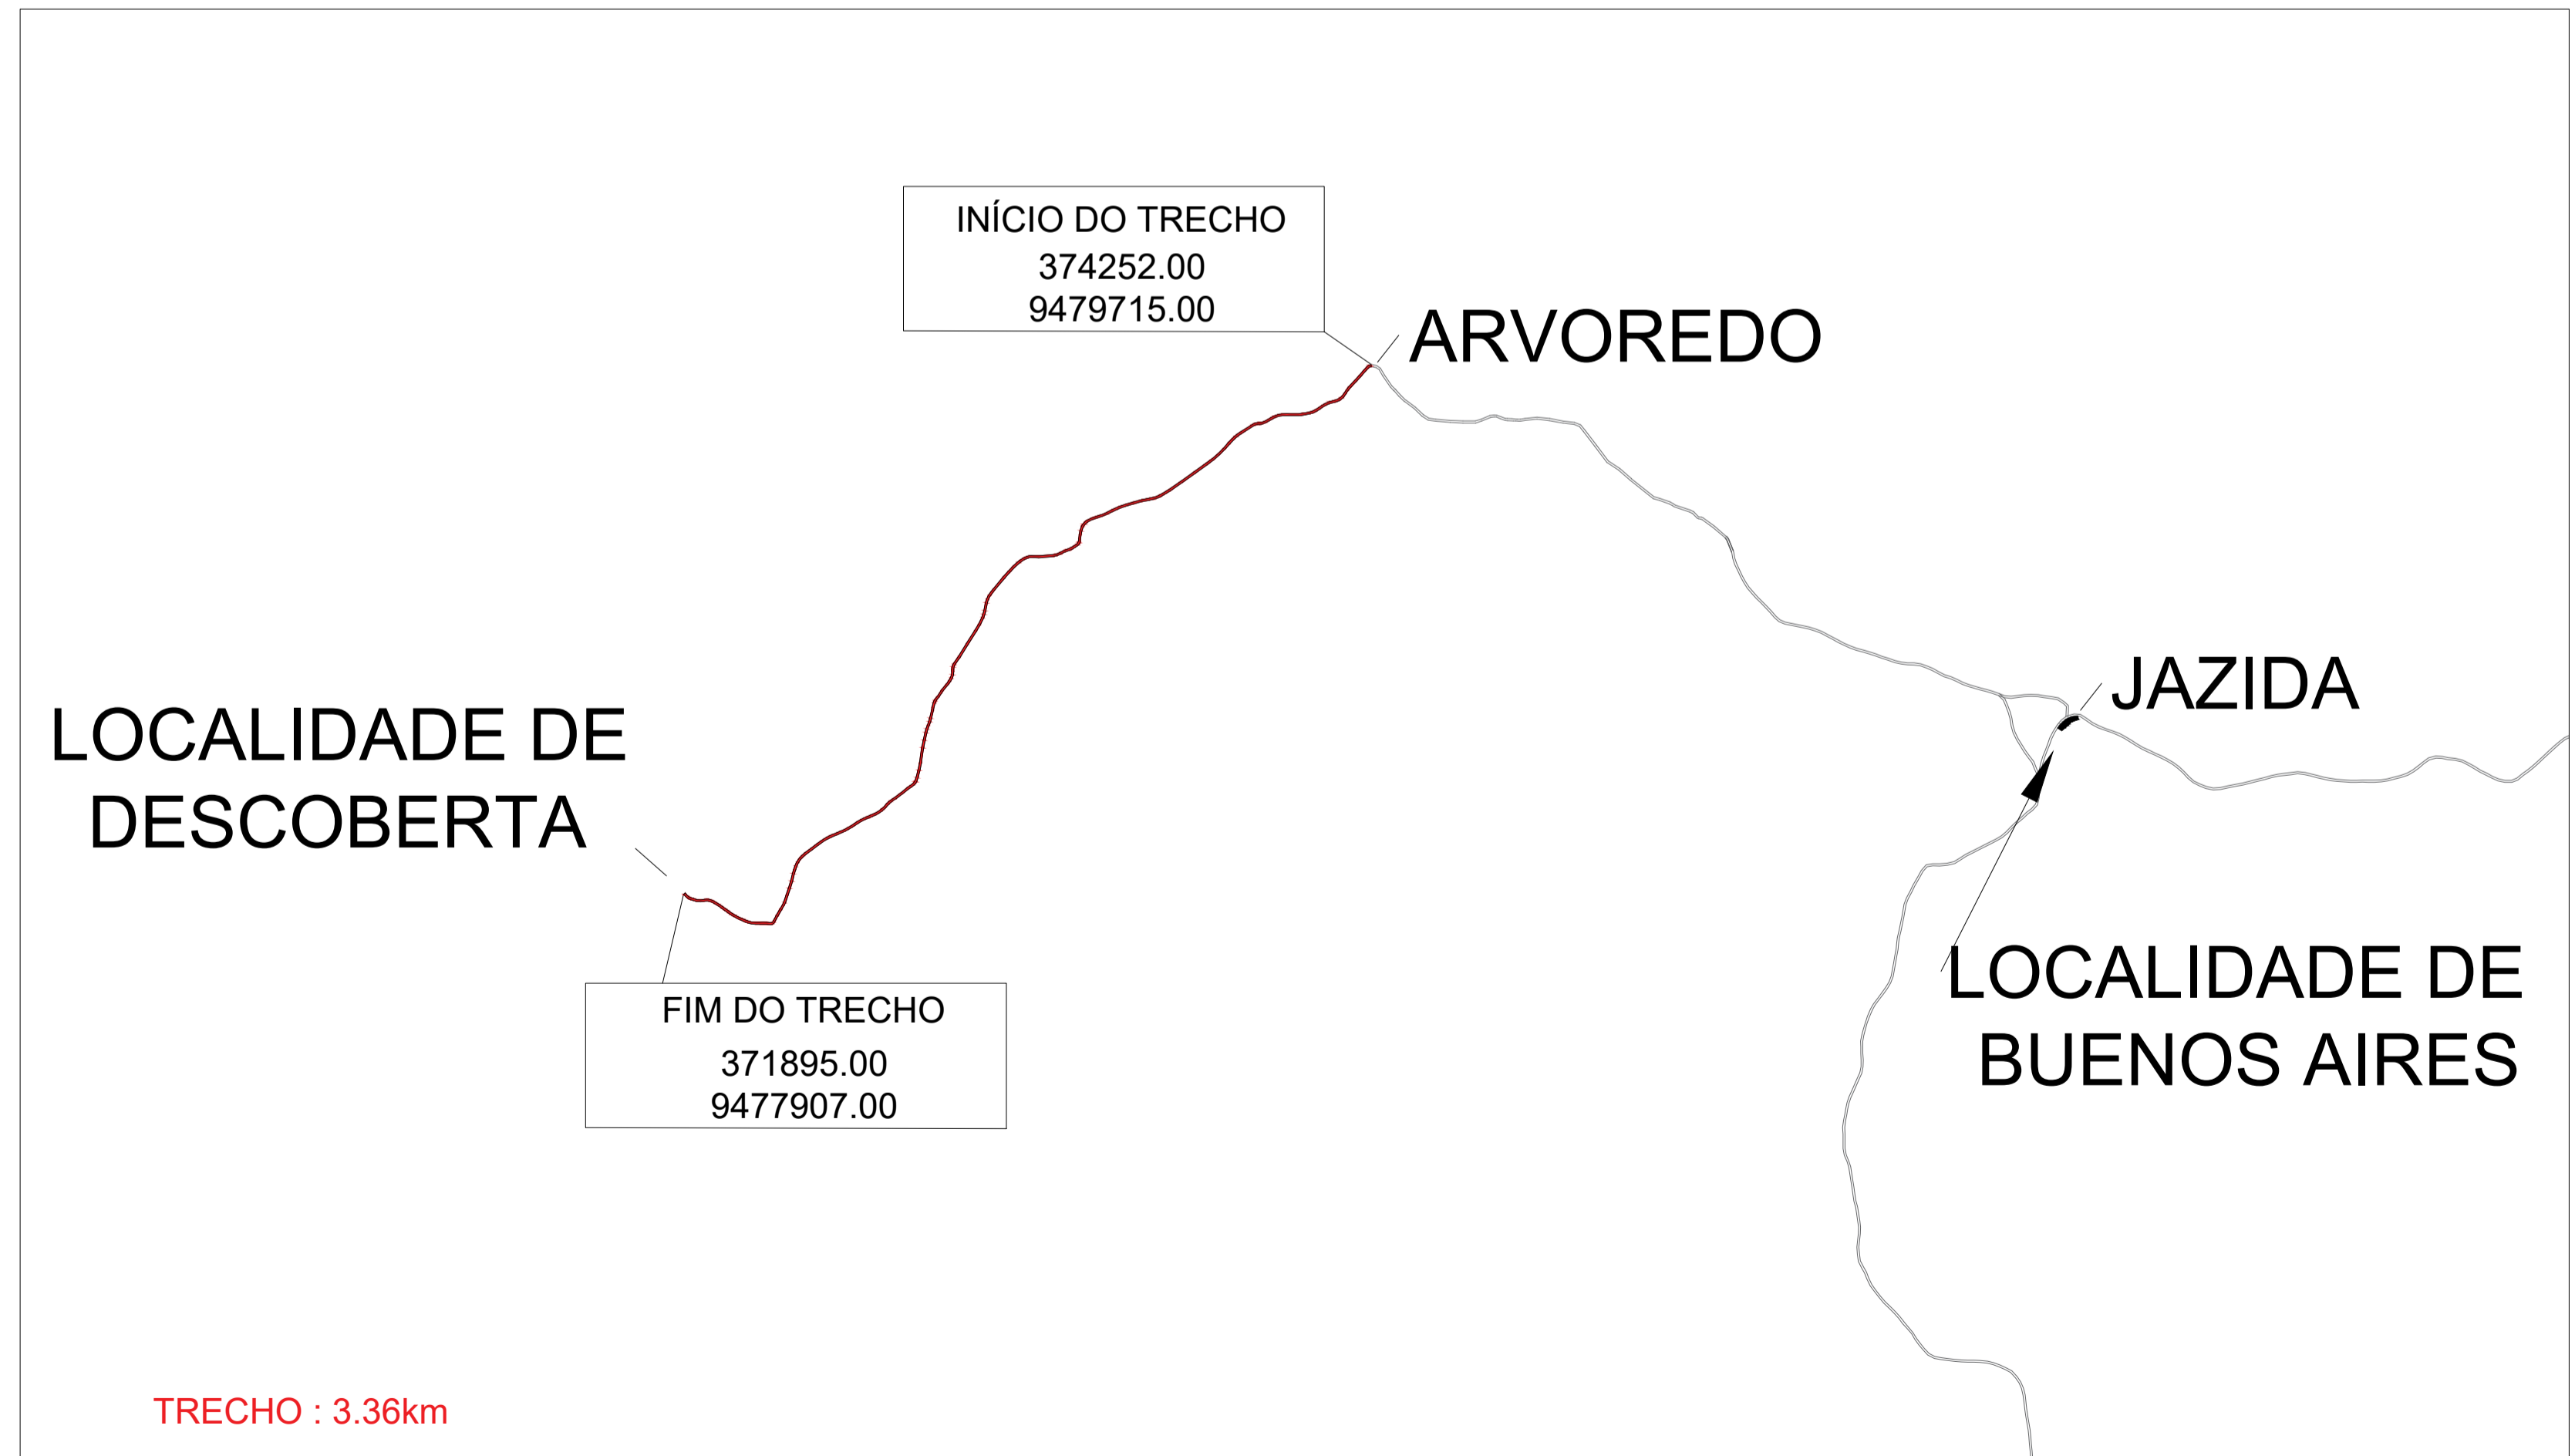 INÍCIO DO TRECHO
374252.00
9479715.00
ARVOREDO
JAZIDA
LOCALIDADE DE
DESCOBERTA
LOCALIDADE DE
BUENOS AIRES
FIM DO TRECHO
371895.00
9477907.00
TRECHO : 3.36km